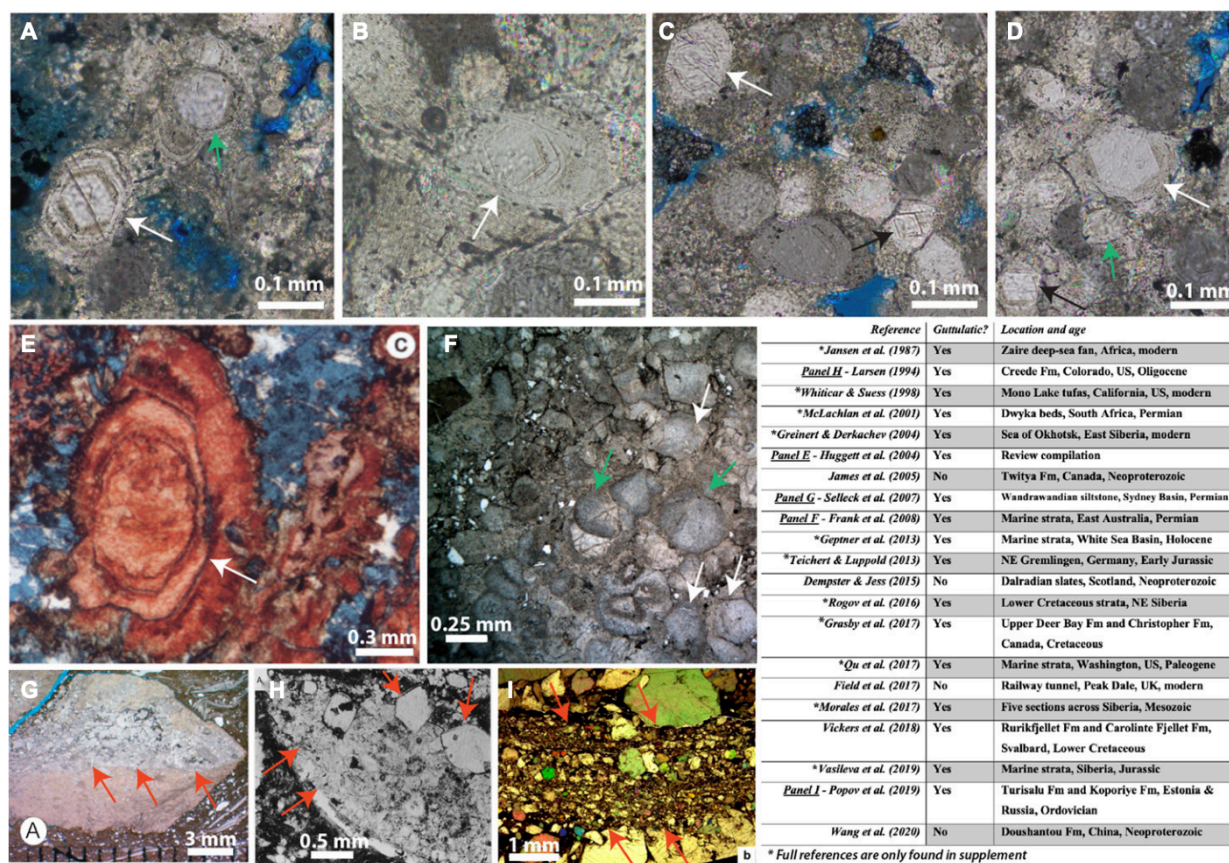 A
B
C
D
0.1 mm
0.1 mm
0.1 mm
0.1 mm
E
C
0.3 mm
F
0.25 mm
G
A
3 mm
H
0.5 mm
I
1 mm
b
Reference Guttulatic? Location and age
*Jansen et al. (1987) Yes Zaire deep-sea fan, Africa, modern
Panel H - Larsen (1994) Yes Creede Fm, Colorado, US, Oligocene
*Whiticar & Suess (1998) Yes Mono Lake tufas, California, US, modern
*McLachlan et al. (2001) Yes Dwyka beds, South Africa, Permian
*Greinert & Derkachev (2004) Yes Sea of Okhotsk, East Siberia, modern
Panel E - Huggett et al. (2004) Yes Review compilation
James et al. (2005) No Twitya Fm, Canada, Neoproterozoic
Panel G - Selleck et al. (2007) Yes Wandrawandian siltstone, Sydney Basin, Permian
Panel F - Frank et al. (2008) Yes Marine strata, East Australia, Permian
*Geptner et al. (2013) Yes Marine strata, White Sea Basin, Holocene
*Teichert & Luppold (2013) Yes NE Gremlingen, Germany, Early Jurassic
Dempster & Jess (2015) No Dalradian slates, Scotland, Neoproterozoic
*Rogov et al. (2016) Yes Lower Cretaceous strata, NE Siberia
*Grasby et al. (2017) Yes Upper Deer Bay Fm and Christopher Fm,
Canada, Cretaceous
*Qu et al. (2017) Yes Marine strata, Washington, US, Paleogene
Field et al. (2017) No Railway tunnel, Peak Dale, UK, modern
*Morales et al. (2017) Yes Five sections across Siberia, Mesozoic
Vickers et al. (2018) Yes Rurikfjellet Fm and Carolinte Fjellet Fm,
Svalbard, Lower Cretaceous
*Vasileva et al. (2019) Yes Marine strata, Siberia, Jurassic
Panel I - Popov et al. (2019) Yes Turisalu Fm and Koporiye Fm, Estonia &
Russia, Ordovician
Wang et al. (2020) No Doushantou Fm, China, Neoproterozoic
* Full references are only found in supplement